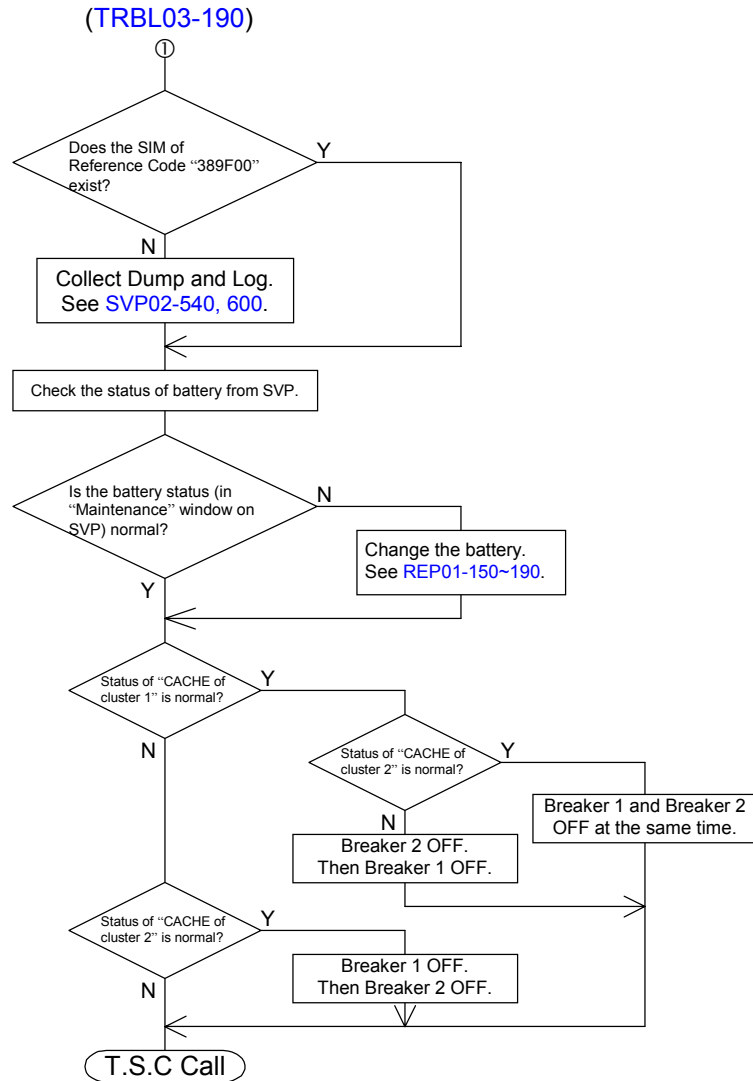 (TRBL03-190)
①
Does the SIM of
Reference Code “389F00”
exist?
Y
N
Collect Dump and Log.
See SVP02-540, 600.
Check the status of battery from SVP.
Is the battery status (in
“Maintenance” window on
SVP) normal?
N
Change the battery.
See REP01-150~190.
Y
Status of “CACHE of
cluster 1” is normal?
Y
N
Status of “CACHE of
cluster 2” is normal?
Y
Breaker 1 and Breaker 2
OFF at the same time.
N
Breaker 2 OFF.
Then Breaker 1 OFF.
Status of “CACHE of
cluster 2” is normal?
Y
Breaker 1 OFF.
Then Breaker 2 OFF.
N
T.S.C Call